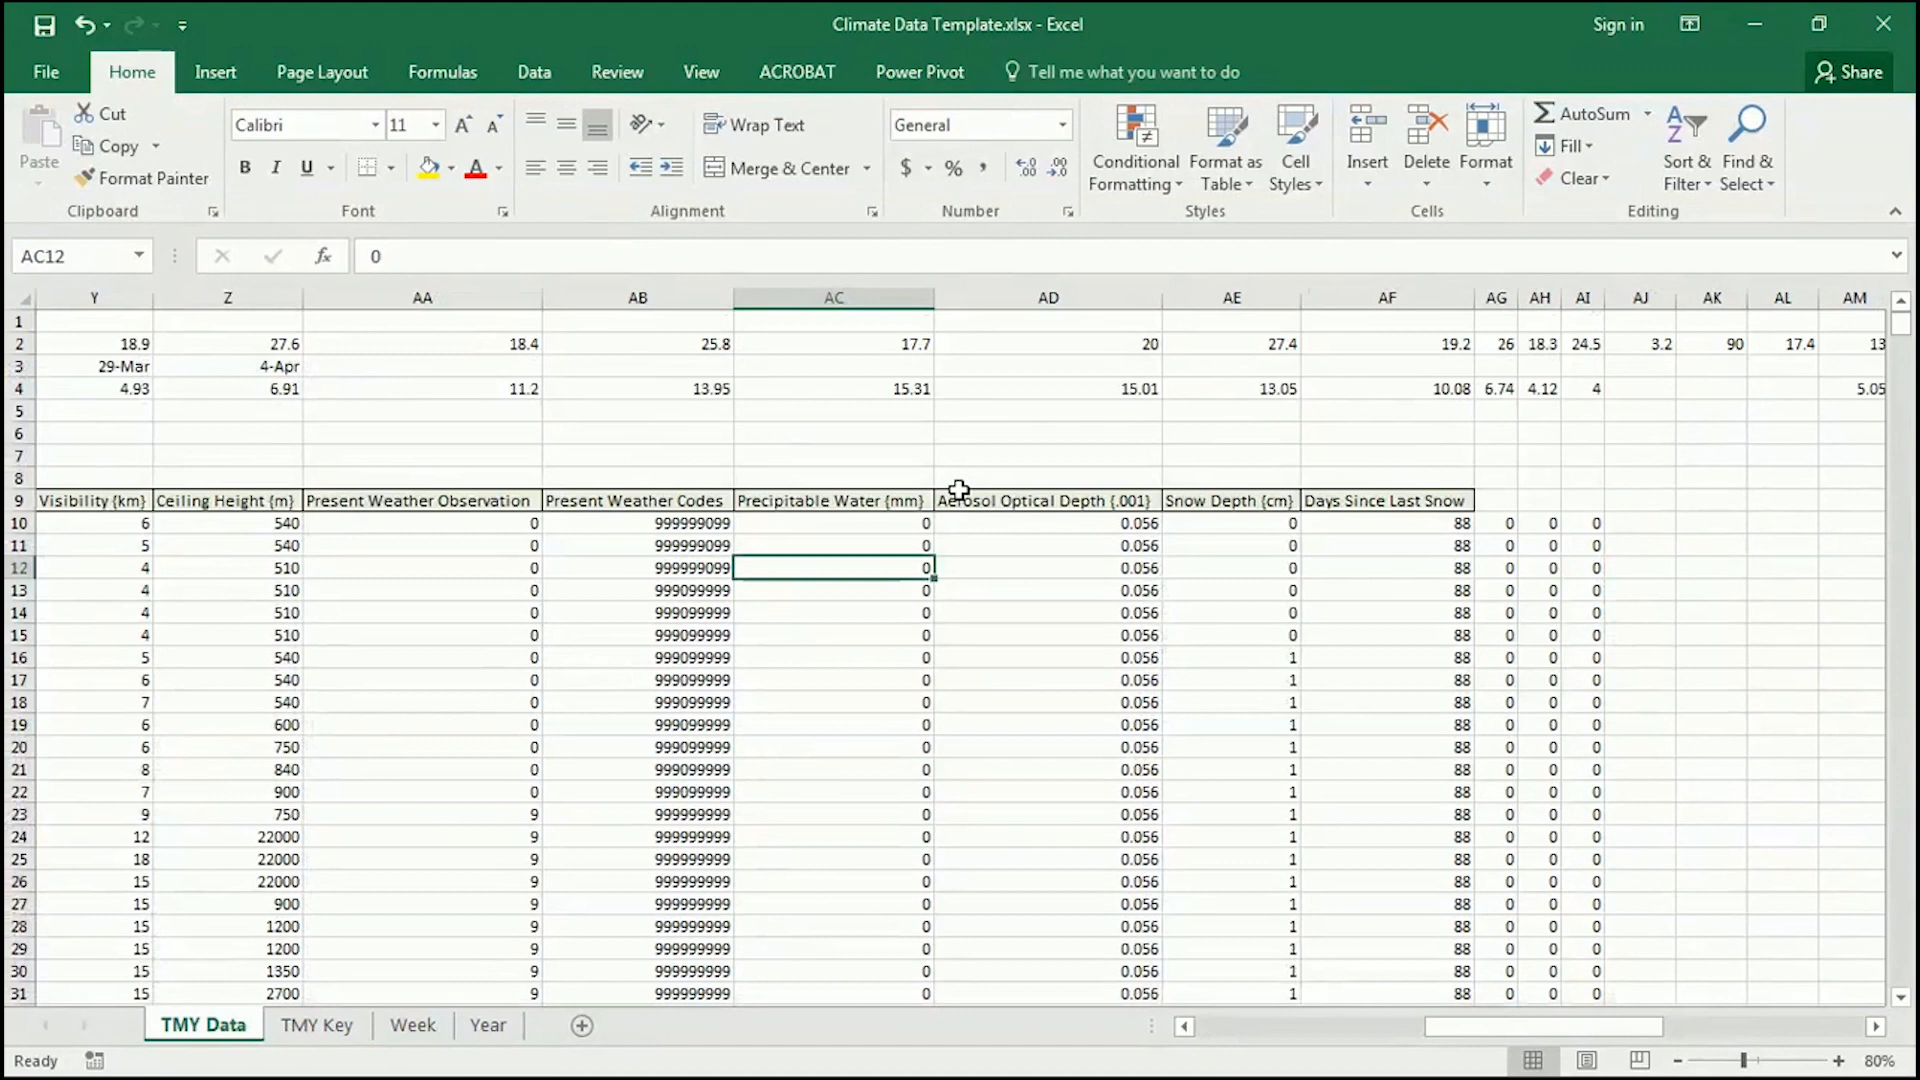 Climate Data Template.xlsx - Excel
Sign in
File Home Insert Page Layout Formulas Data Review View ACROBAT Power Pivot Tell me what you want to do Share
Paste
Cut
Copy
Format Painter
Clipboard
Calibri 11
B I U
Font
Wrap Text
Merge & Center
Alignment
General
$ % ,
Number
Conditional Formatting
Format as Table
Cell Styles
Styles
Insert Delete Format
Cells
AutoSum
Fill
Clear
Sort & Filter
Find & Select
Editing
AC12 fx 0
Y Z AA AB AC AD AE AF AG AH AI AJ AK AL AM
1
2 18.9 27.6 18.4 25.8 17.7 20 27.4 19.2 26 18.3 24.5 3.2 90 17.4 13
3 29-Mar 4-Apr
4 4.93 6.91 11.2 13.95 15.31 15.01 13.05 10.08 6.74 4.12 4 5.05
5
6
7
8
9 Visibility {km} Ceiling Height {m} Present Weather Observation Present Weather Codes Precipitable Water {mm} Aerosol Optical Depth {.001} Snow Depth {cm} Days Since Last Snow
10 6 540 0 999999099 0 0.056 0 88 0 0 0
11 5 540 0 999999099 0 0.056 0 88 0 0 0
12 4 510 0 999999099 0 0.056 0 88 0 0 0
13 4 510 0 999099999 0 0.056 0 88 0 0 0
14 4 510 0 999099999 0 0.056 0 88 0 0 0
15 4 510 0 999099999 0 0.056 0 88 0 0 0
16 5 540 0 999099999 0 0.056 1 88 0 0 0
17 6 540 0 999099999 0 0.056 1 88 0 0 0
18 7 540 0 999099999 0 0.056 1 88 0 0 0
19 6 600 0 999099999 0 0.056 1 88 0 0 0
20 6 750 0 999099999 0 0.056 1 88 0 0 0
21 8 840 0 999099999 0 0.056 1 88 0 0 0
22 7 900 0 999099999 0 0.056 1 88 0 0 0
23 9 750 9 999999999 0 0.056 1 88 0 0 0
24 12 22000 9 999999999 0 0.056 1 88 0 0 0
25 18 22000 9 999999999 0 0.056 1 88 0 0 0
26 15 22000 9 999999999 0 0.056 1 88 0 0 0
27 15 900 9 999999999 0 0.056 1 88 0 0 0
28 15 1200 9 999999999 0 0.056 1 88 0 0 0
29 15 1200 9 999999999 0 0.056 1 88 0 0 0
30 15 1350 9 999999999 0 0.056 1 88 0 0 0
31 15 2700 9 999999999 0 0.056 1 88 0 0 0
TMY Data TMY Key Week Year
Ready 80%